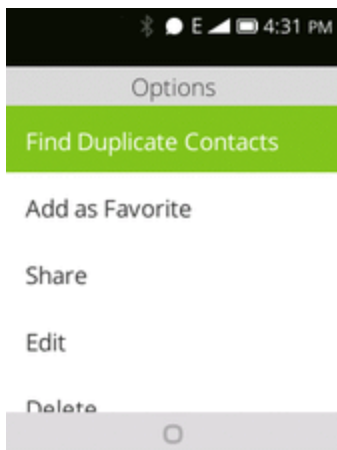 E 4:31 PM
Options
Find Duplicate Contacts
Add as Favorite
Share
Edit
Delete